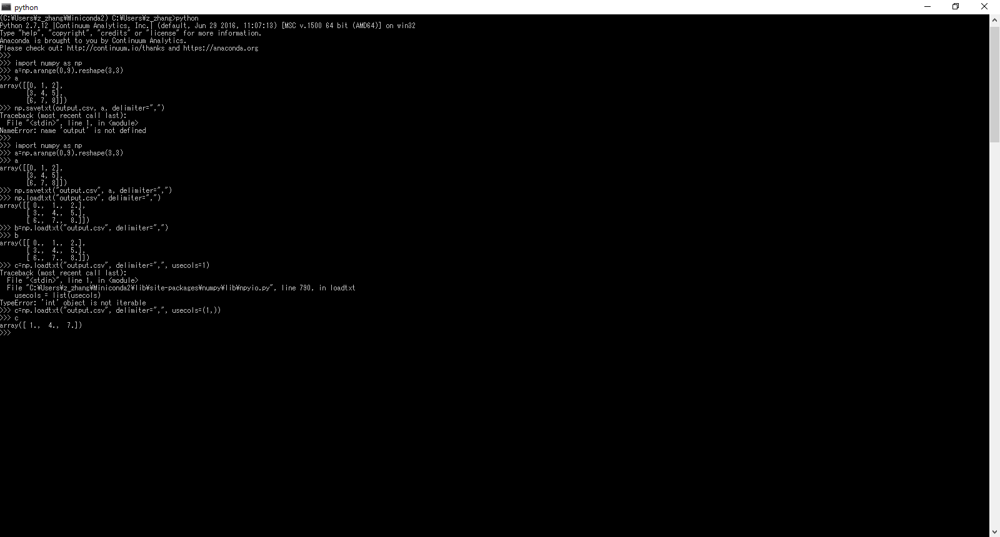 python
(C:¥Users¥z_zhang¥Miniconda2) C:¥Users¥z_zhang>python
Python 2.7.12 |Continuum Analytics, Inc.| (default, Jun 29 2016, 11:07:13) [MSC v.1500 64 bit (AMD64)] on win32
Type "help", "copyright", "credits" or "license" for more information.
Anaconda is brought to you by Continuum Analytics.
Please check out: http://continuum.io/thanks and https://anaconda.org
>>>
>>> import numpy as np
>>> a=np.arange(0,9).reshape(3,3)
>>> a
array([[0, 1, 2],
       [3, 4, 5],
       [6, 7, 8]])
>>> np.savetxt(output.csv, a, delimiter=",")
Traceback (most recent call last):
  File "<stdin>", line 1, in <module>
NameError: name 'output' is not defined
>>>
>>> import numpy as np
>>> a=np.arange(0,9).reshape(3,3)
>>> a
array([[0, 1, 2],
       [3, 4, 5],
       [6, 7, 8]])
>>> np.savetxt("output.csv", a, delimiter=",")
>>> np.loadtxt("output.csv", delimiter=",")
array([[ 0.,  1.,  2.],
       [ 3.,  4.,  5.],
       [ 6.,  7.,  8.]])
>>> b=np.loadtxt("output.csv", delimiter=",")
>>> b
array([[ 0.,  1.,  2.],
       [ 3.,  4.,  5.],
       [ 6.,  7.,  8.]])
>>> c=np.loadtxt("output.csv", delimiter=",", usecols=1)
Traceback (most recent call last):
  File "<stdin>", line 1, in <module>
  File "C:¥Users¥z_zhang¥Miniconda2¥lib¥site-packages¥numpy¥lib¥npyio.py", line 790, in loadtxt
    usecols = list(usecols)
TypeError: 'int' object is not iterable
>>> c=np.loadtxt("output.csv", delimiter=",", usecols=(1,))
>>> c
array([ 1.,  4.,  7.])
>>>